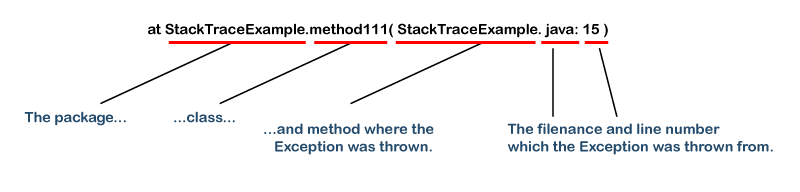 at StackTraceExample.method111( StackTraceExample. java: 15 )
The package...
...class...
...and method where the
Exception was thrown.
The filenance and line number
which the Exception was thrown from.